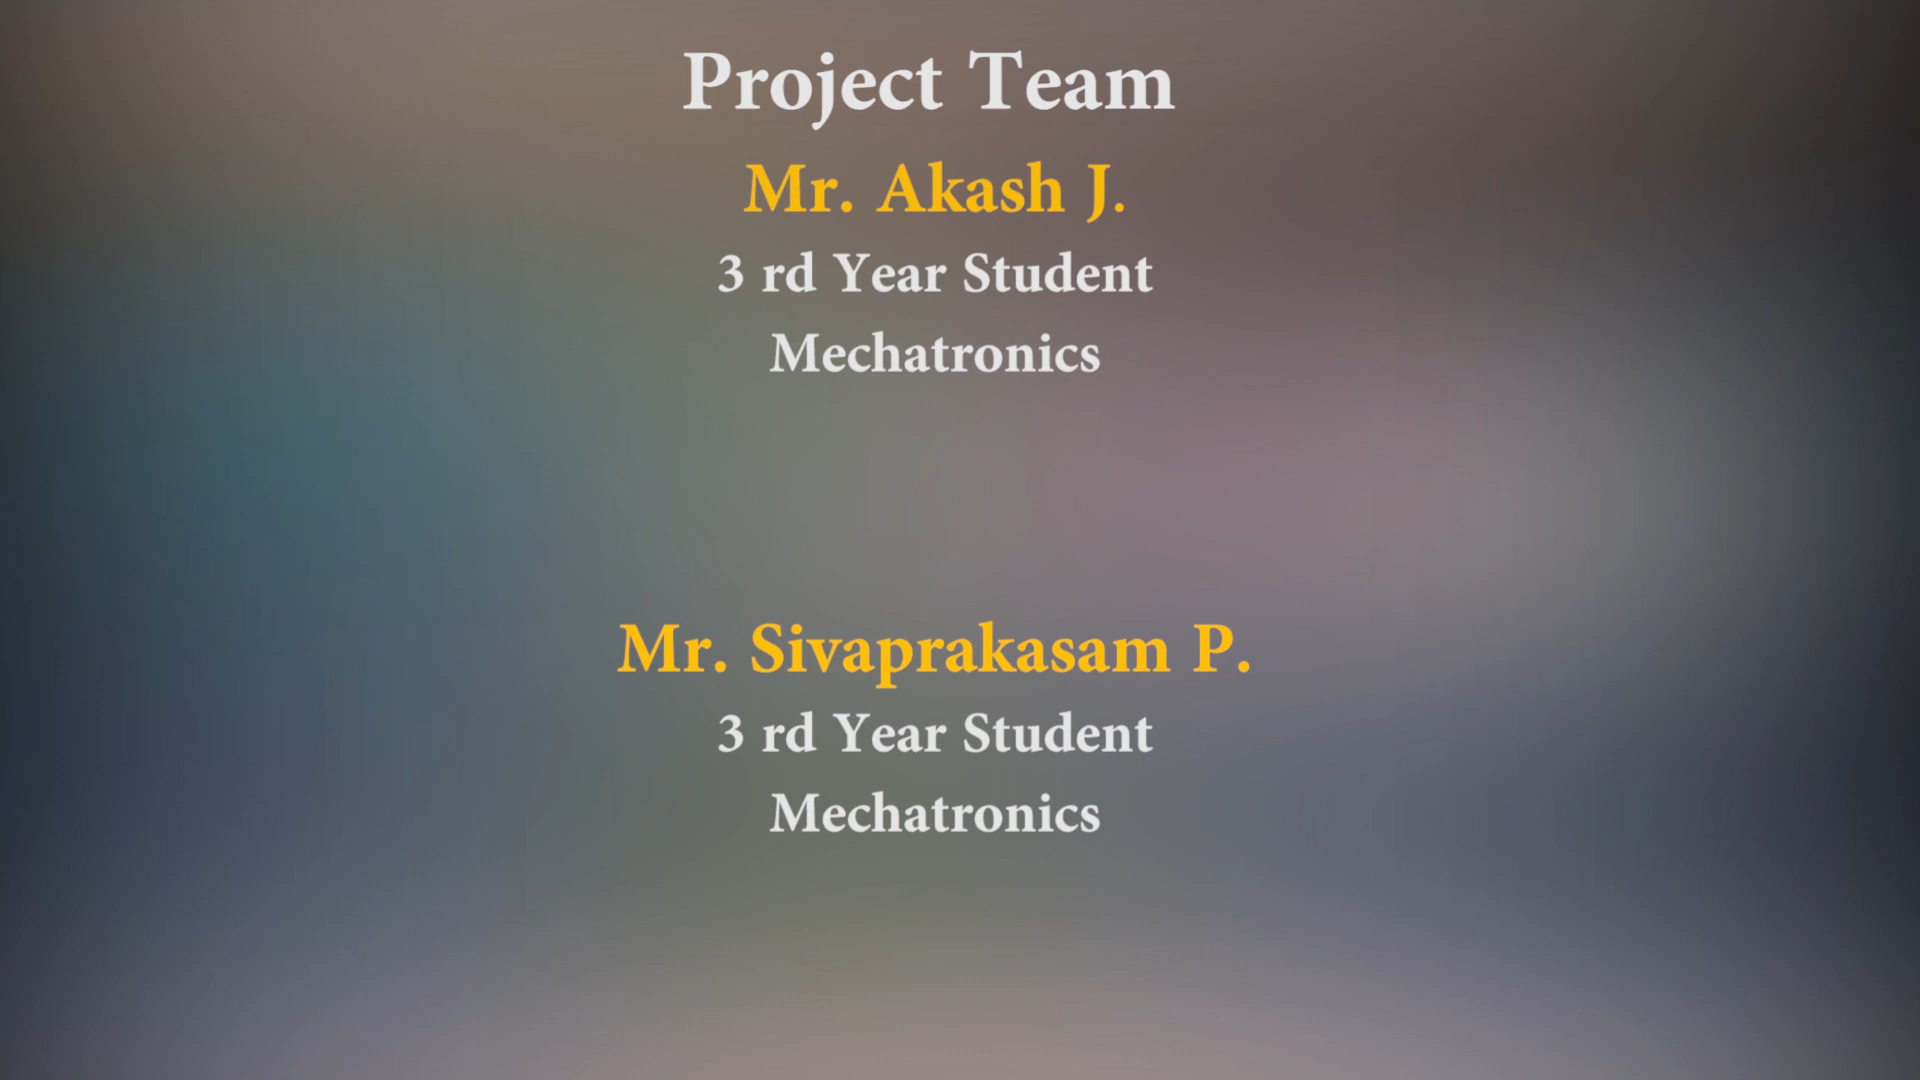 Project Team
Mr. Akash J.
3 rd Year Student
Mechatronics
Mr. Sivaprakasam P.
3 rd Year Student
Mechatronics